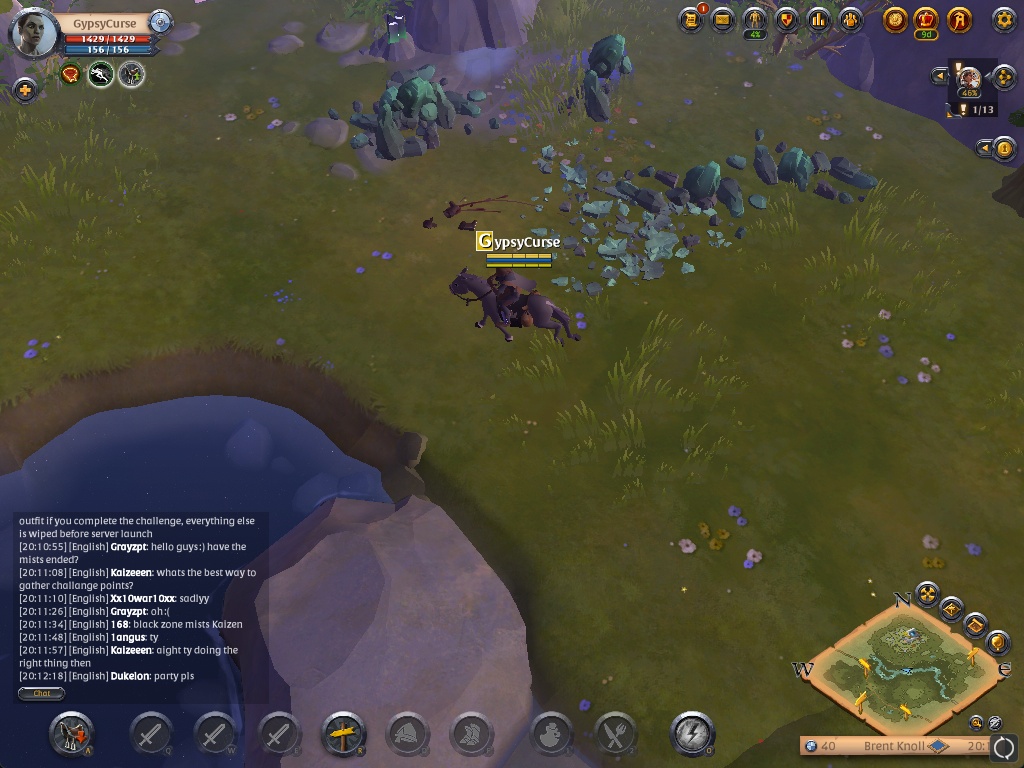 GypsyCurse
1429 / 1429
156 / 156
1
4%
9d
46%
1/13
1
GypsyCurse
outfit if you complete the challenge, everything else
is wiped before server launch
[20:10:55] [English] Grayzpt: hello guys:) have the
mists ended?
[20:11:08] [English] Kaizeeen: whats the best way to
gather challange points?
[20:11:10] [English] Xx10war10xx: sadlyy
[20:11:26] [English] Grayzpt: oh:(
[20:11:34] [English] 168: black zone mists Kaizen
[20:11:48] [English] 1angus: ty
[20:11:57] [English] Kaizeeen: aight ty doing the
right thing then
[20:12:18] [English] Dukelon: party pls
Chat
N
W
E
A
Q
W
E
R
40
Brent Knoll